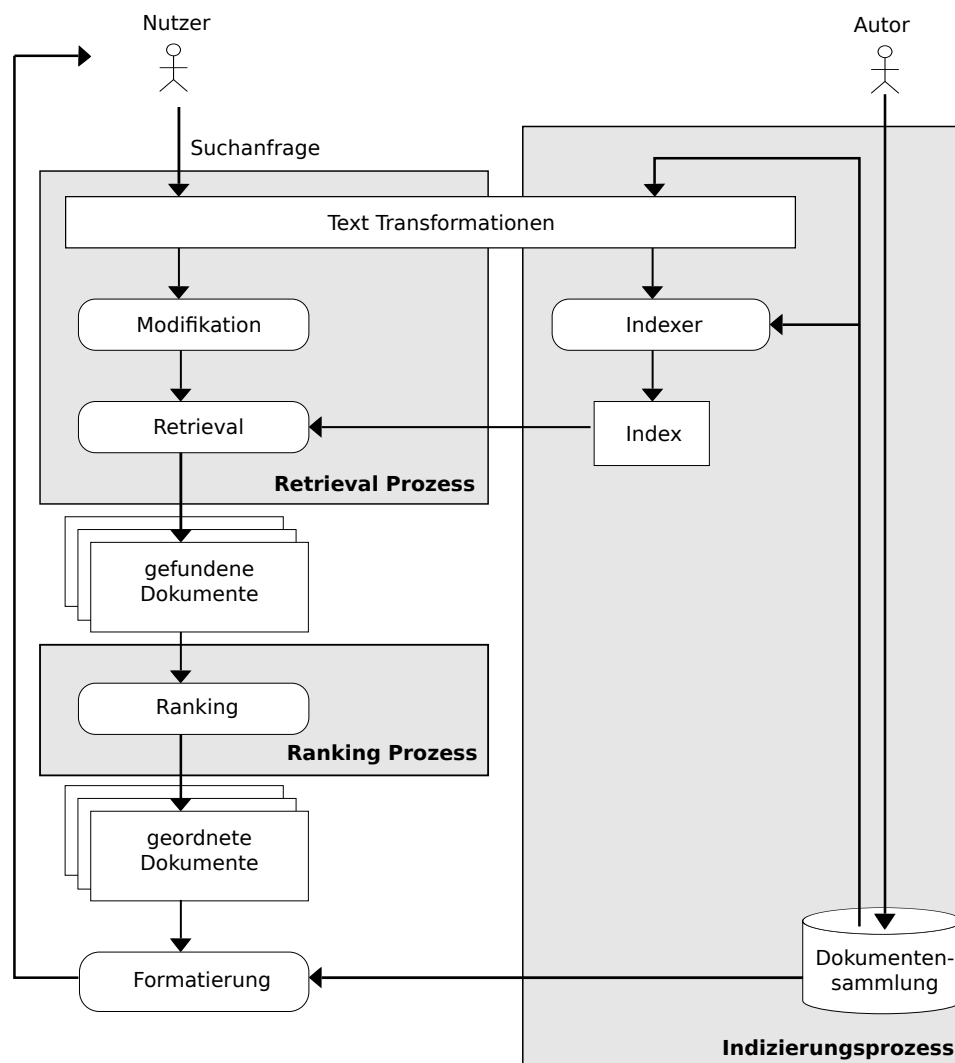 Nutzer
Autor
Suchanfrage
Text Transformationen
Modifikation
Indexer
Retrieval
Index
Retrieval Prozess
gefundene
Dokumente
Ranking
Ranking Prozess
geordnete
Dokumente
Formatierung
Dokumenten-
sammlung
Indizierungsprozess